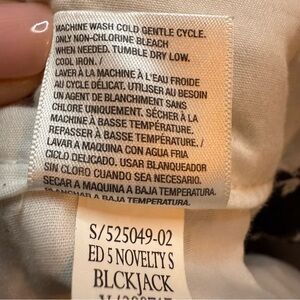 MACHINE WASH COLD GENTLE CYCLE.
ONLY NON-CHLORINE BLEACH
WHEN NEEDED. TUMBLE DRY LOW.
COOL IRON. /
LAVER À LA MACHINE À L'EAU FROIDE
AU CYCLE DÉLICAT. UTILISER AU BESOIN
UN AGENT DE BLANCHIMENT SANS
CHLORE UNIQUEMENT. SÉCHER À LA
MACHINE À BASSE TEMPÉRATURE.
REPASSER À BASSE TEMPÉRATURE. /
LAVAR A MAQUINA CON AGUA FRIA
CICLO DELICADO. USAR BLANQUEADOR
SIN CLORO CUANDO SEA NECESARIO.
SECAR A MAQUINA A BAJA TEMPERATURA.
PLANCHAR A BAJA TEMPERATURA.
S/525049-02
ED 5 NOVELTY S
BLCKJACK